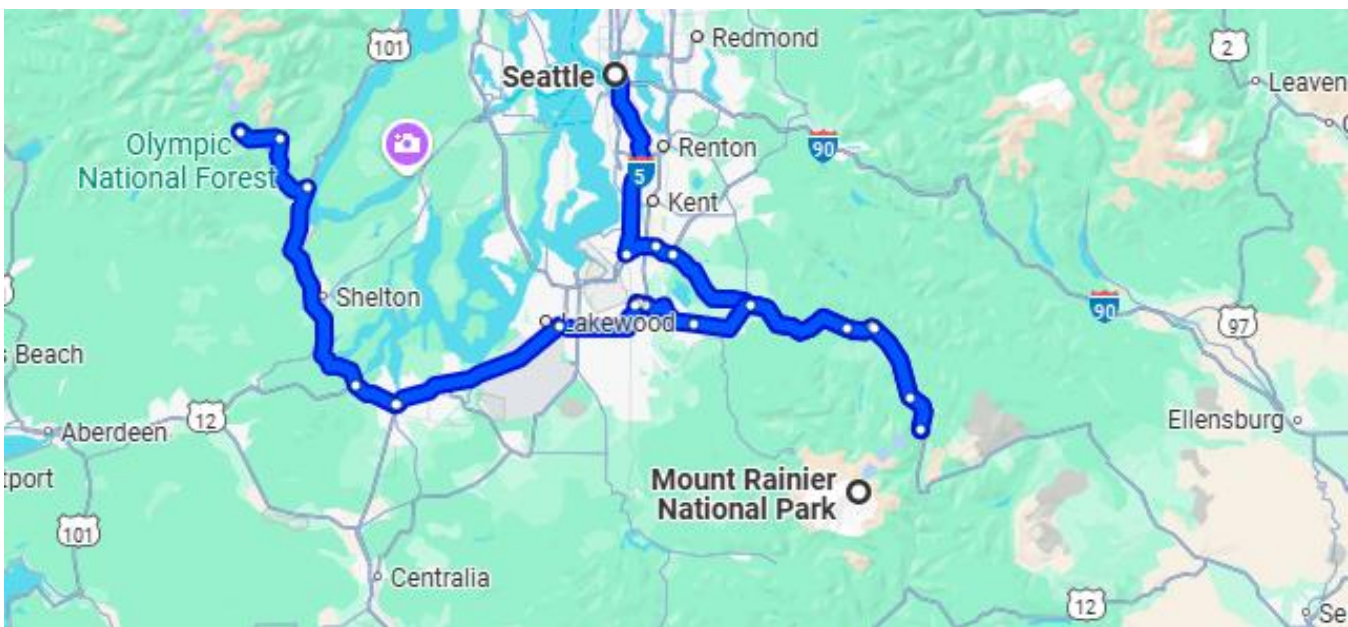 101
Redmond
2
Seattle
Leaven
Olympic
National Forest
Renton
90
5
Kent
Shelton
Lakewood
90
97
s Beach
12
Aberdeen
Ellensburg
Mount Rainier
National Park
tport
101
Centralia
12
Se